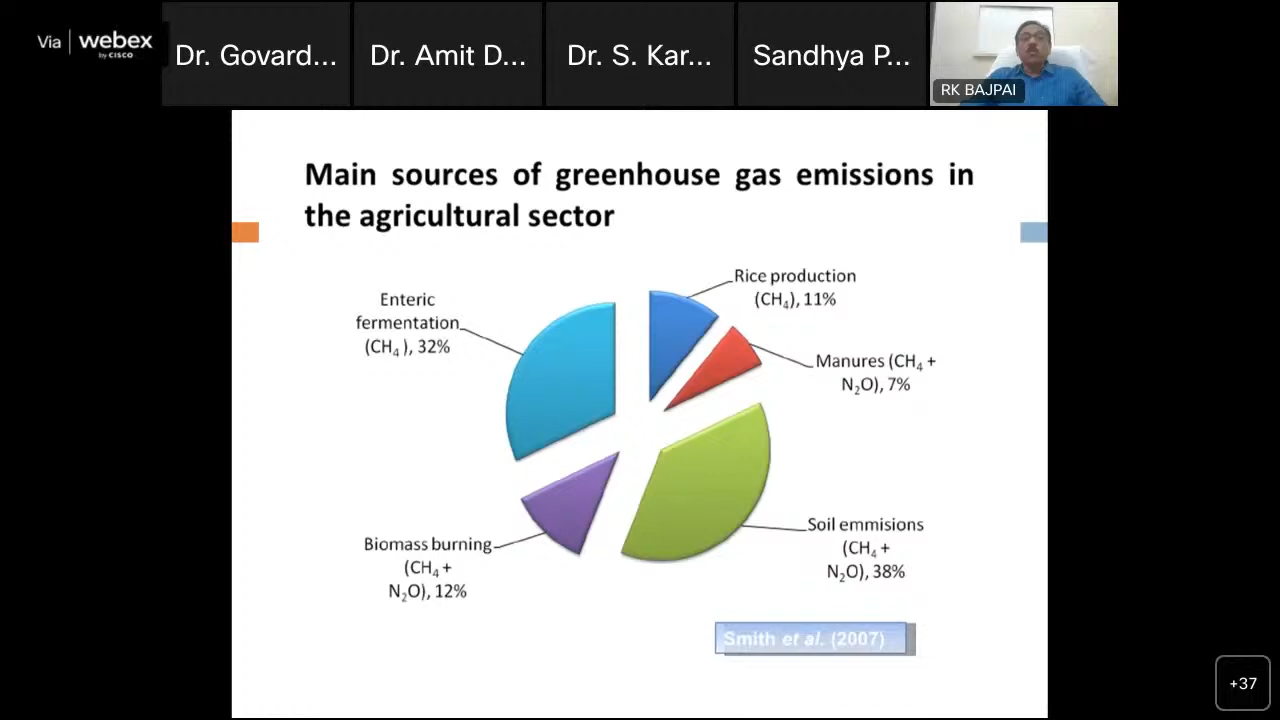 Via | webex
by CISCO
Dr. Govard...
Dr. Amit D...
Dr. S. Kar...
Sandhya P...
RK BAJPAI
Main sources of greenhouse gas emissions in
the agricultural sector
Enteric
fermentation
(CH₄ ), 32%
Rice production
(CH₄), 11%
Manures (CH₄ +
N₂O), 7%
Soil emmisions
(CH₄ +
N₂O), 38%
Biomass burning
(CH₄ +
N₂O), 12%
Smith et al. (2007)
+37